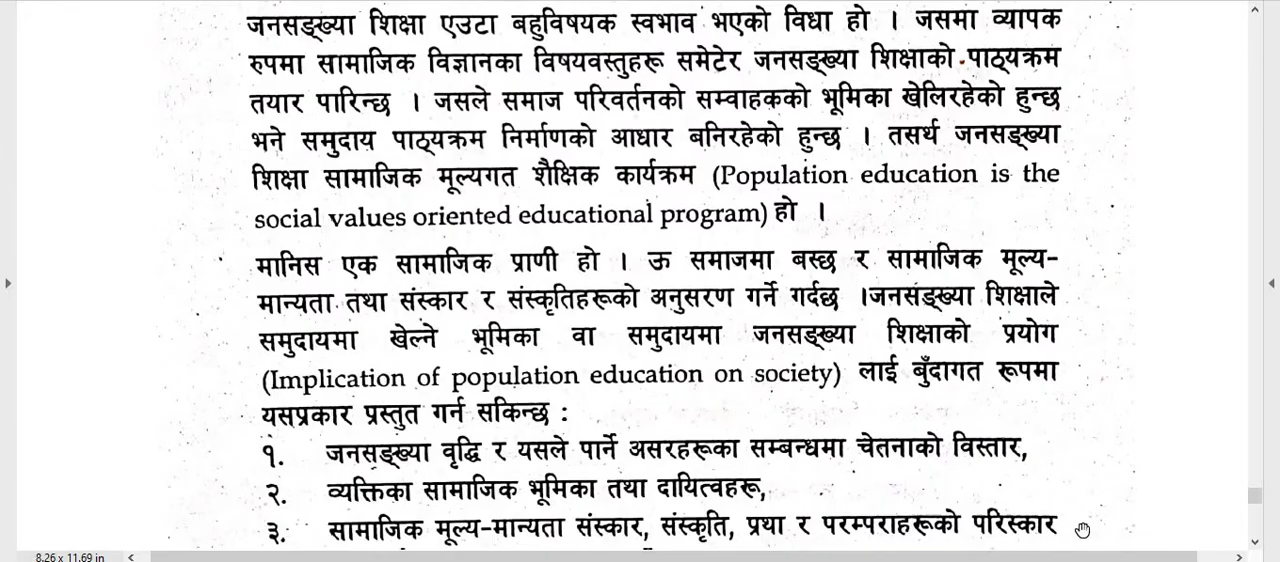 जनसङ्ख्या शिक्षा एउटा बहुविषयक स्वभाव भएको विधा हो । जसमा व्यापक
रुपमा सामाजिक विज्ञानका विषयवस्तुहरू समेटेर जनसङ्ख्या शिक्षाको पाठ्यक्रम
तयार पारिन्छ । जसले समाज परिवर्तनको सम्वाहकको भूमिका खेलिरहेको हुन्छ
भने समुदाय पाठ्यक्रम निर्माणको आधार बनिरहेको हुन्छ । तसर्थ जनसङ्ख्या
शिक्षा सामाजिक मूल्यगत शैक्षिक कार्यक्रम (Population education is the
social values oriented educational program) हो ।
मानिस एक सामाजिक प्राणी हो । ऊ समाजमा बस्छ र सामाजिक मूल्य-
मान्यता तथा संस्कार र संस्कृतिहरूको अनुसरण गर्ने गर्दछ ।जनसङ्ख्या शिक्षाले
समुदायमा खेल्ने भूमिका वा समुदायमा जनसङ्ख्या शिक्षाको प्रयोग
(Implication of population education on society) लाई बुँदागत रूपमा
यसप्रकार प्रस्तुत गर्न सकिन्छ :
१. जनसङ्ख्या वृद्धि र यसले पार्ने असरहरूका सम्बन्धमा चेतनाको विस्तार,
२. व्यक्तिका सामाजिक भूमिका तथा दायित्वहरू,
३. सामाजिक मूल्य-मान्यता संस्कार, संस्कृति, प्रथा र परम्पराहरूको परिस्कार
8.26 x 11.69 in